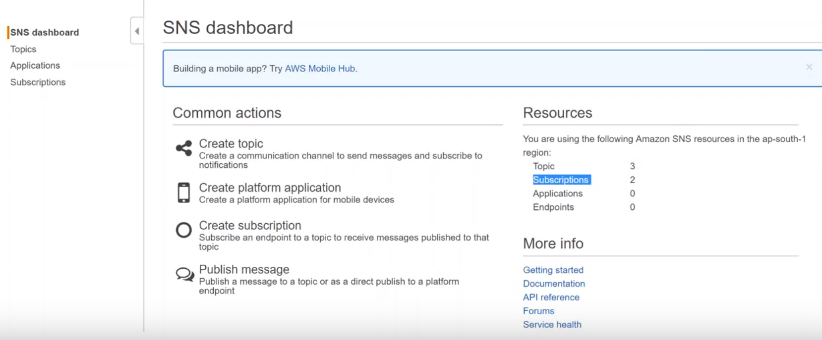 SNS dashboard
Topics
Applications
Subscriptions
SNS dashboard
Building a mobile app? Try AWS Mobile Hub.
Common actions
Create topic
Create a communication channel to send messages and subscribe to
notifications
Create platform application
Create a platform application for mobile devices
Create subscription
Subscribe an endpoint to a topic to receive messages published to that
topic
Publish message
Publish a message to a topic or as a direct publish to a platform
endpoint
Resources
You are using the following Amazon SNS resources in the ap-south-1
region:
Topic 3
Subscriptions 2
Applications 0
Endpoints 0
More info
Getting started
Documentation
API reference
Forums
Service health